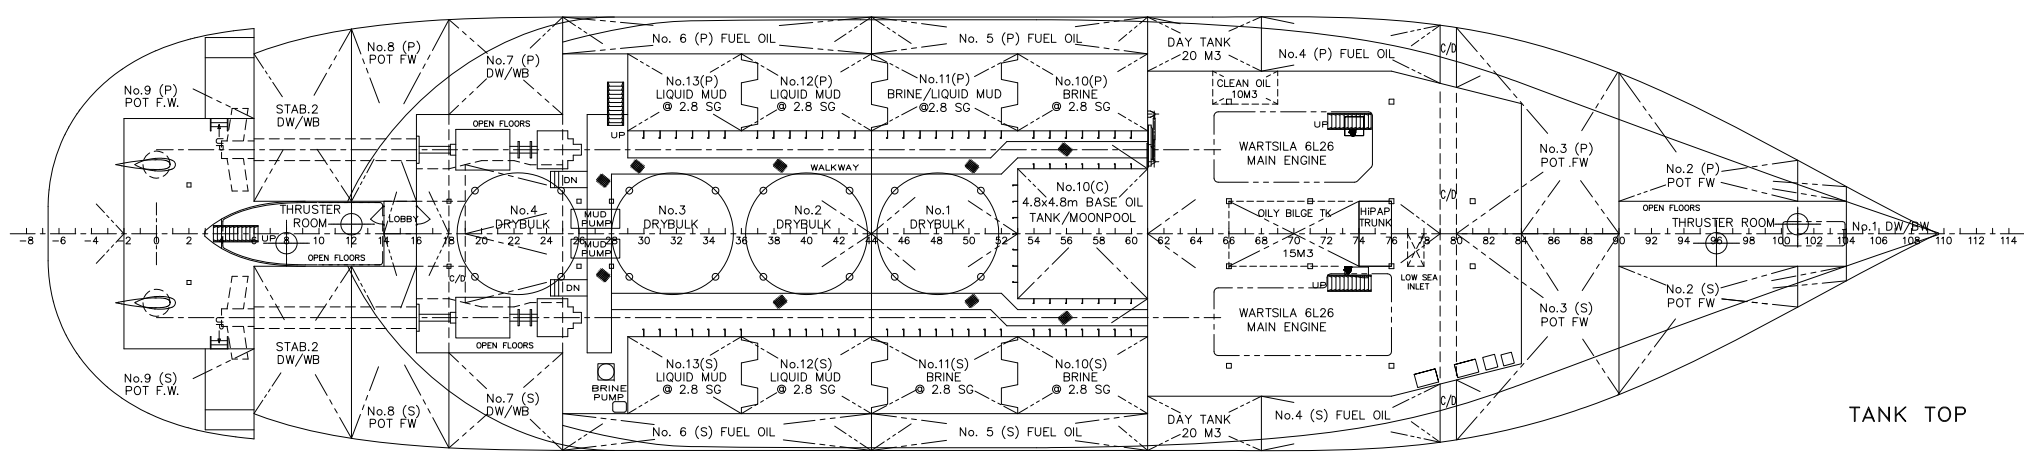 No.9 (P)
POT F.W.
STAB.2
DW/WB
No.8 (P)
POT FW
No.7 (P)
DW/WB
No. 6 (P) FUEL OIL
No. 5 (P) FUEL OIL
DAY TANK
20 M3
No.4 (P) FUEL OIL
C/D
No.13(P)
LIQUID MUD
@ 2.8 SG
No.12(P)
LIQUID MUD
@ 2.8 SG
No.11(P)
BRINE/LIQUID MUD
@2.8 SG
No.10(P)
BRINE
@ 2.8 SG
CLEAN OIL
10M3
OPEN FLOORS
UP
UP
WARTSILA 6L26
MAIN ENGINE
No.3 (P)
POT .FW
No.2 (P)
POT FW
WALKWAY
DN
No.10(C)
4.8x4.8m BASE OIL
TANK/MOONPOOL
C/D
THRUSTER
ROOM
LOBBY
No.4
DRYBULK
MUD
PUMP
No.3
DRYBULK
No.2
DRYBULK
No.1
DRYBULK
OILY BILGE TK
15M3
HiPAP
TRUNK
OPEN FLOORS
THRUSTER ROOM
No.1 DW/BW
UP
-8 -6 -4 -2 0 2 6 8 10 12 14 16 18 20 22 24 26 28 30 32 34 36 38 40 42 44 46 48 50 52 54 56 58 60 62 64 66 68 70 72 74 76 78 80 82 84 86 88 90 92 94 96 98 100 102 104 106 108 110 112 114
OPEN FLOORS
MUD
PUMP
C/D
DN
UP
LOW SEA
INLET
No.2 (S)
POT FW
No.3 (S)
POT FW
WARTSILA 6L26
MAIN ENGINE
OPEN FLOORS
STAB.2
DW/WB
No.9 (S)
POT F.W.
No.8 (S)
POT FW
No.7 (S)
DW/WB
BRINE
PUMP
No.13(S)
LIQUID MUD
@ 2.8 SG
No.12(S)
LIQUID MUD
@ 2.8 SG
No.11(S)
BRINE
@ 2.8 SG
No.10(S)
BRINE
@ 2.8 SG
No. 6 (S) FUEL OIL
No. 5 (S) FUEL OIL
DAY TANK
20 M3
No.4 (S) FUEL OIL
C/D
TANK TOP